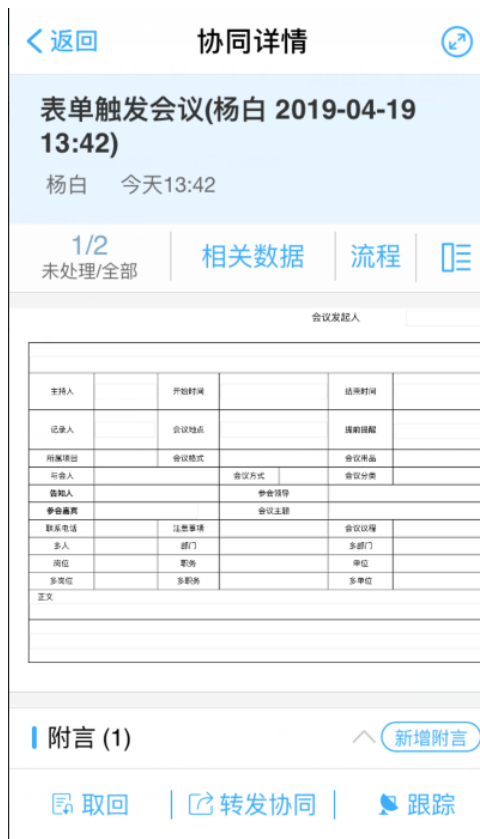 返回 协同详情
表单触发会议(杨白 2019-04-19
13:42)
杨白 今天13:42
1/2
未处理/全部 相关数据 流程
会议发起人
主持人 开始时间 结束时间
记录人 会议地点 提前提醒
所属项目 会议格式 会议用品
与会人 会议方式 会议分类
告知人 参会领导
参会嘉宾 会议主题
联系电话 注意事项 会议议程
多人 部门 多部门
岗位 职务 单位
多岗位 多职务 多单位
正文
附言 (1) 新增附言
取回 转发协同 跟踪